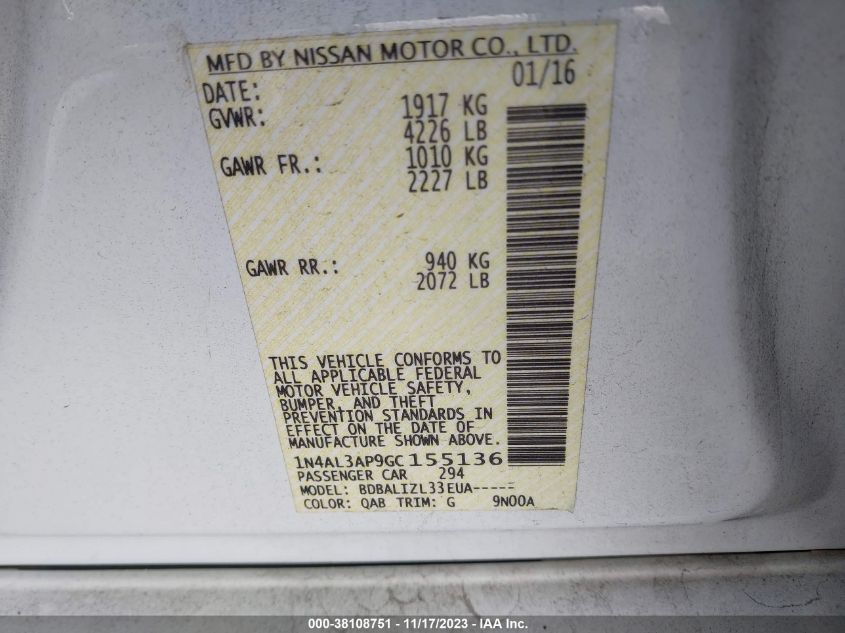 MFD BY NISSAN MOTOR CO., LTD.
DATE: 01/16
GVWR: 1917 KG
4226 LB
GAWR FR.: 1010 KG
2227 LB
GAWR RR.: 940 KG
2072 LB
THIS VEHICLE CONFORMS TO
ALL APPLICABLE FEDERAL
MOTOR VEHICLE SAFETY,
BUMPER, AND THEFT
PREVENTION STANDARDS IN
EFFECT ON THE DATE OF
MANUFACTURE SHOWN ABOVE.
1N4AL3AP9GC155136
PASSENGER CAR 294
MODEL: BDBALIZL33EUA-----
COLOR: QAB TRIM: G 9N00A
000-38108751 - 11/17/2023 - © IAA Holdings, LLC.